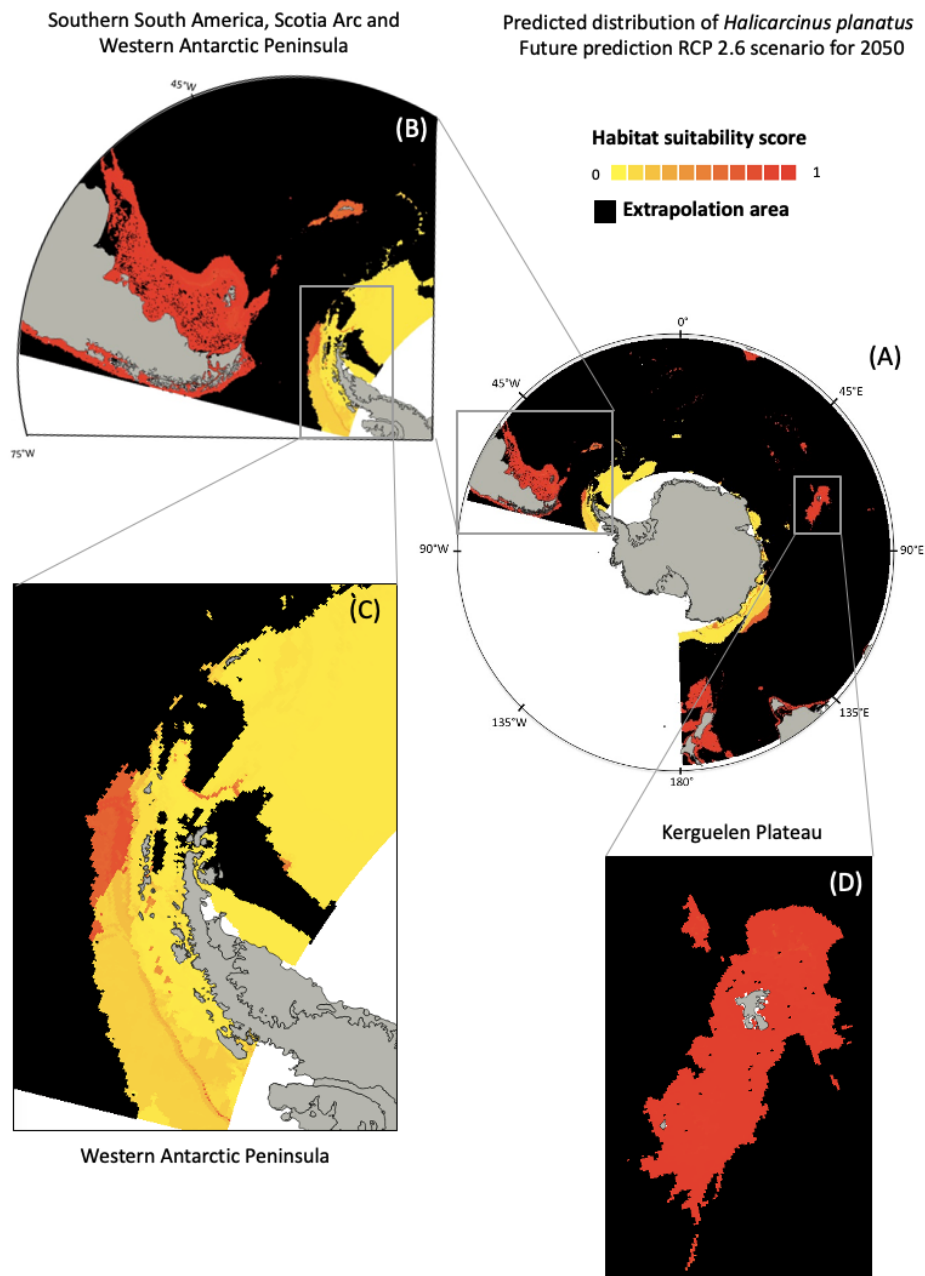 Southern South America, Scotia Arc and
Western Antarctic Peninsula
Predicted distribution of Halicarcinus planatus
Future prediction RCP 2.6 scenario for 2050
45°W
(B)
Habitat suitability score
0 1
Extrapolation area
75°W
0°
(A)
45°W
45°E
90°W
90°E
(C)
135°W
135°E
180°
Kerguelen Plateau
(D)
Western Antarctic Peninsula